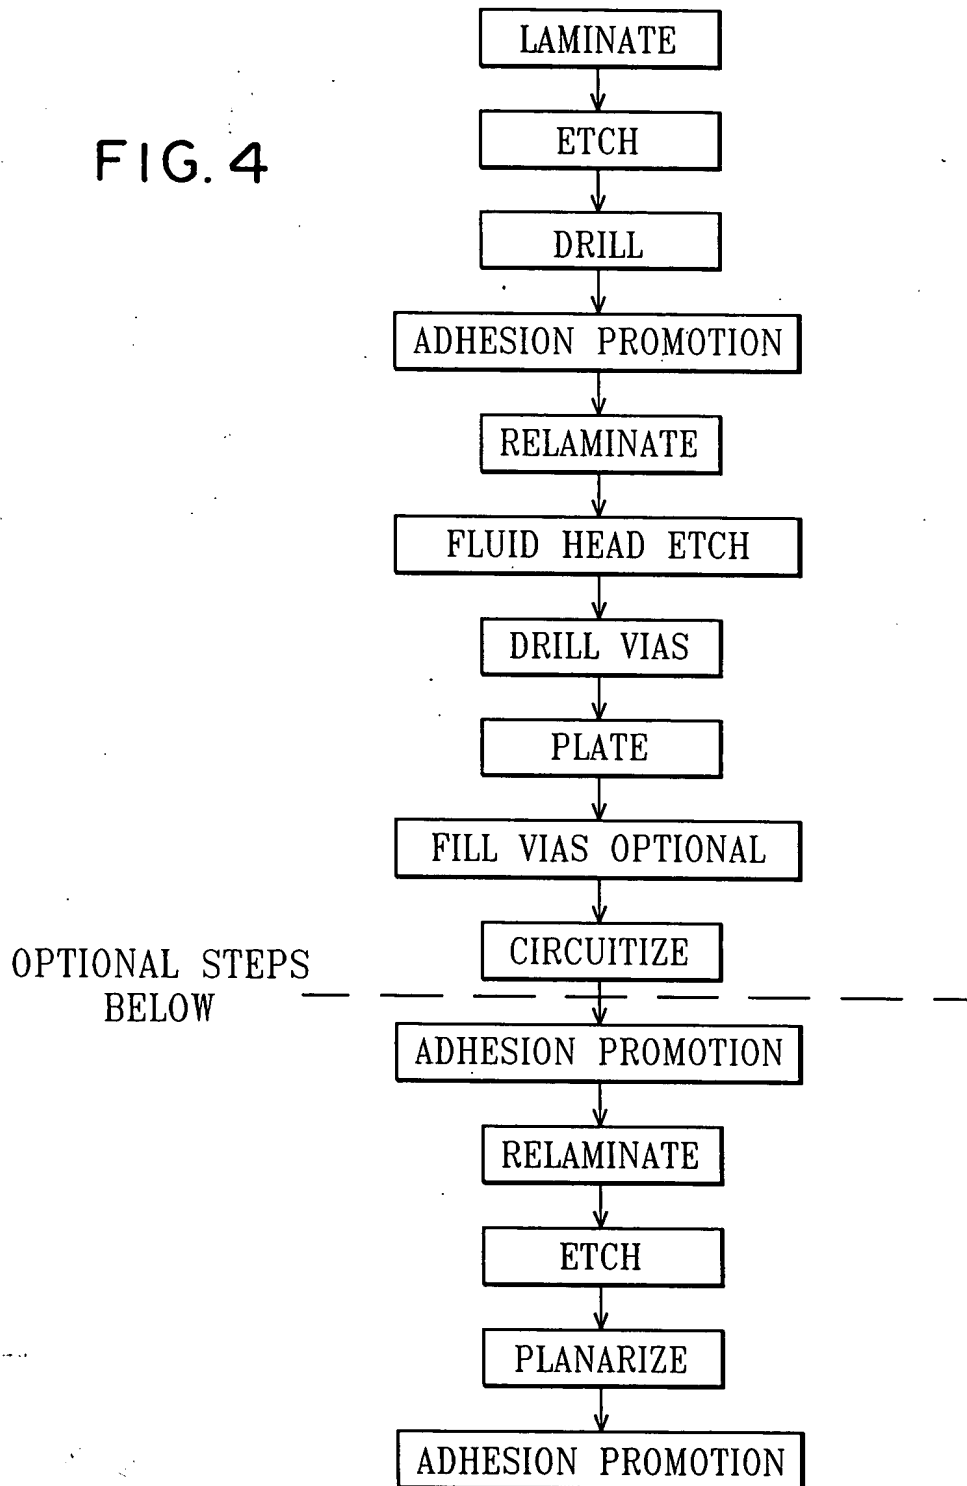 LAMINATE
ETCH
FIG. 4
DRILL
ADHESION PROMOTION
RELAMINATE
FLUID HEAD ETCH
DRILL VIAS
PLATE
FILL VIAS OPTIONAL
CIRCUITIZE
OPTIONAL STEPS
BELOW
ADHESION PROMOTION
RELAMINATE
ETCH
PLANARIZE
ADHESION PROMOTION